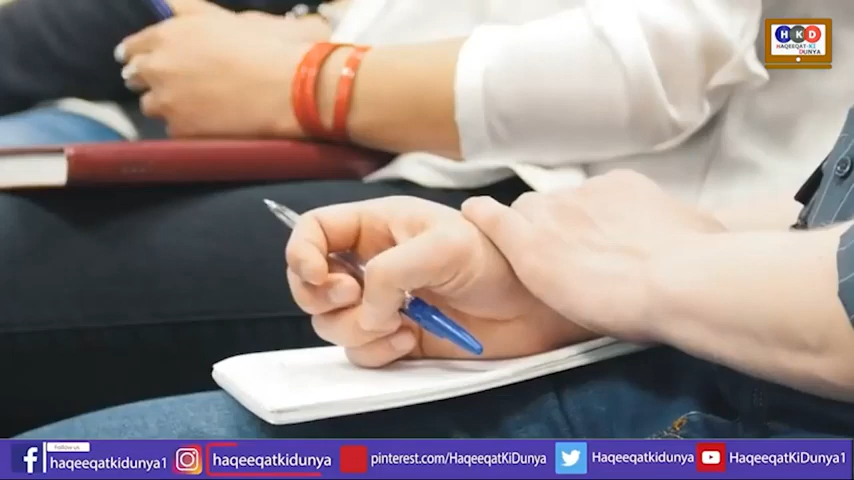 HKD
HAQEEQAT-KI
DUNYA
Follow us
haqeeqatkidunya1
haqeeqatkidunya
pinterest.com/HaqeeqatKiDunya
Haqeeqatkidunya
HaqeeqatKiDunya1